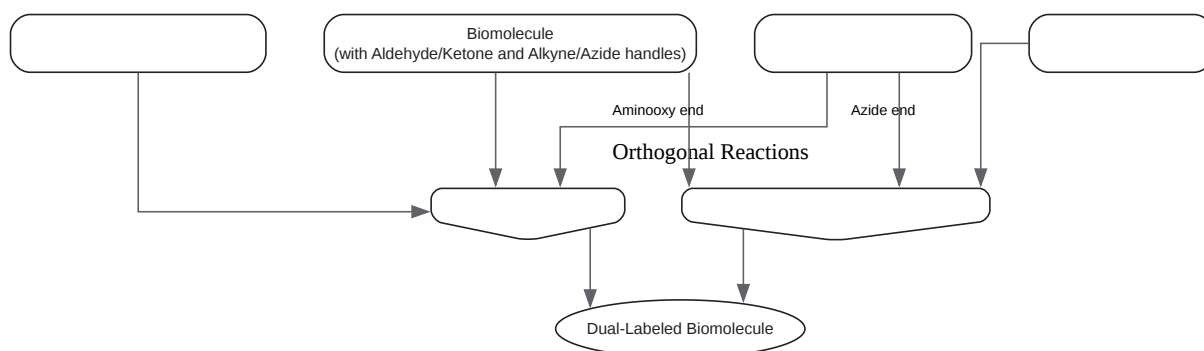 Biomolecule
(with Aldehyde/Ketone and Alkyne/Azide handles)
Aminooxy end
Azide end
Orthogonal Reactions
Dual-Labeled Biomolecule